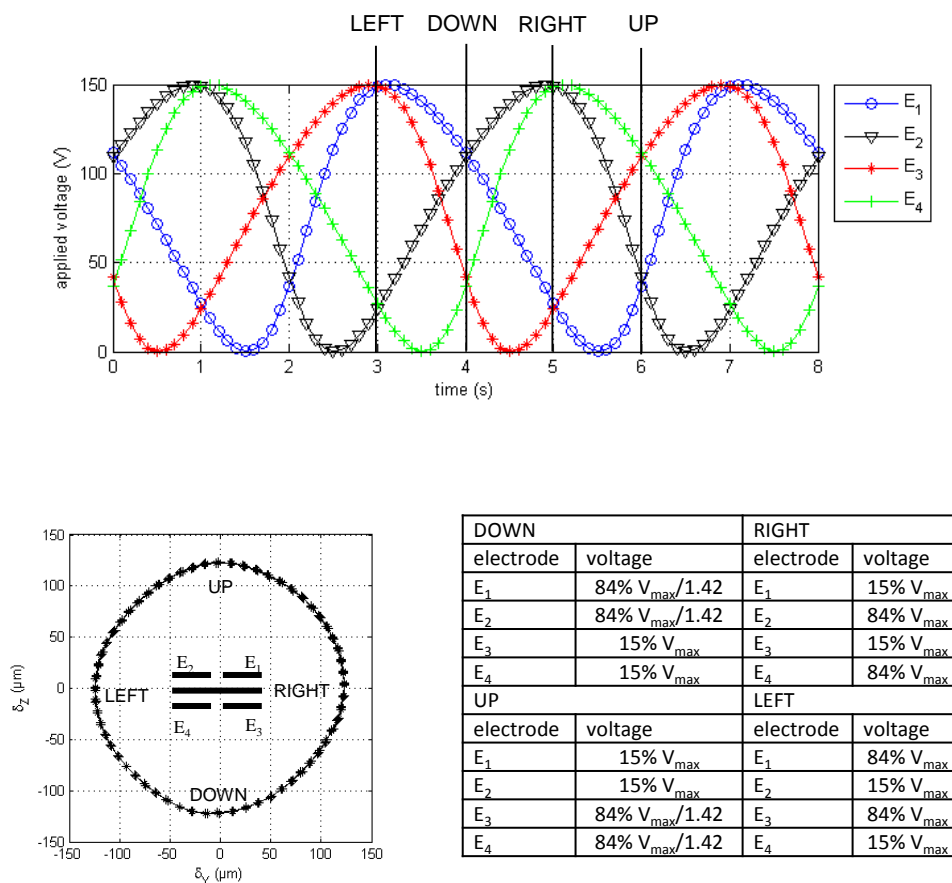 LEFT DOWN RIGHT UP
150
100
50
0
applied voltage (V)
0 1 2 3 4 5 6 7 8
time (s)
E1
E2
E3
E4
150
100
50
0
-50
-100
-150
δZ (µm)
UP
E2 E1
LEFT RIGHT
E4 E3
DOWN
-150 -100 -50 0 50 100 150
δY (µm)
DOWN RIGHT
electrode voltage electrode voltage
E1 84% Vmax/1.42 E1 15% Vmax
E2 84% Vmax/1.42 E2 84% Vmax
E3 15% Vmax E3 15% Vmax
E4 15% Vmax E4 84% Vmax
UP LEFT
electrode voltage electrode voltage
E1 15% Vmax E1 84% Vmax
E2 15% Vmax E2 15% Vmax
E3 84% Vmax/1.42 E3 84% Vmax
E4 84% Vmax/1.42 E4 15% Vmax